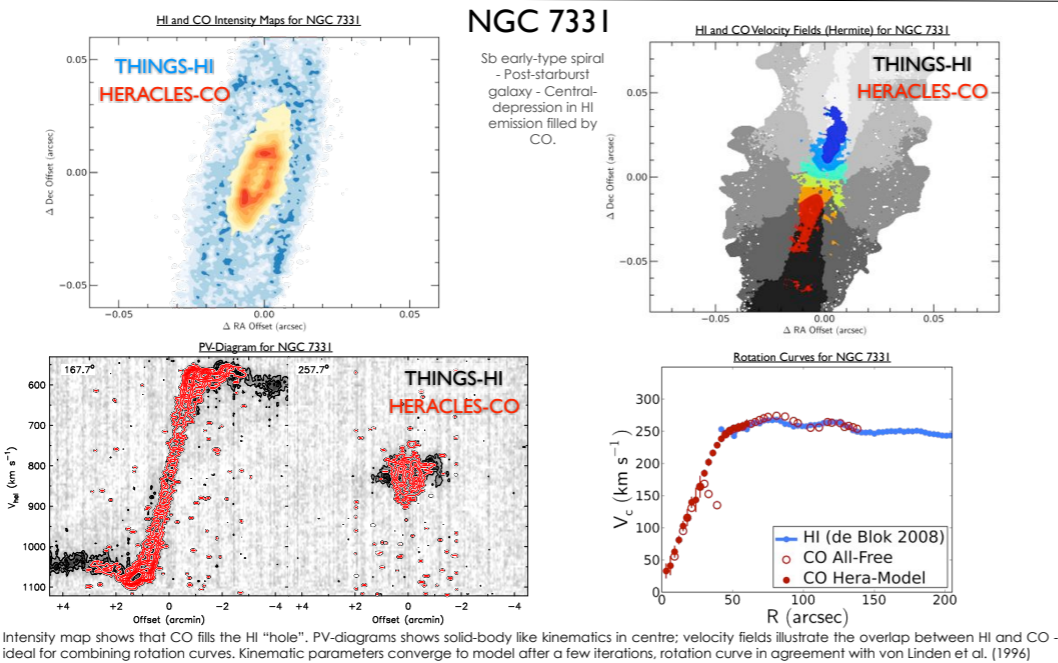 NGC 7331
Sb early-type spiral
- Post-starburst
galaxy - Central-
depression in HI
emission filled by
CO.
HI and CO Intensity Maps for NGC 7331
THINGS-HI
HERACLES-CO
0.05
0.00
−0.05
Δ Dec Offset (arcsec)
−0.05 0.00 0.05
Δ RA Offset (arcsec)
HI and CO Velocity Fields (Hermite) for NGC 7331
THINGS-HI
HERACLES-CO
0.05
0.00
−0.05
Δ Dec Offset (arcsec)
−0.05 0.00 0.05
Δ RA Offset (arcsec)
PV-Diagram for NGC 7331
167.7° 257.7°
THINGS-HI
HERACLES-CO
600
700
800
900
1000
1100
V hel (km s⁻¹)
+4 +2 0 −2 +4 +2 0 −2 −4
Offset (arcmin) Offset (arcmin)
Rotation Curves for NGC 7331
300
250
200
150
100
50
0
V c (km s⁻¹)
HI (de Blok 2008)
CO All-Free
CO Hera-Model
0 50 100 150 200
R (arcsec)
Intensity map shows that CO fills the HI “hole”. PV-diagrams shows solid-body like kinematics in centre; velocity fields illustrate the overlap between HI and CO -
ideal for combining rotation curves. Kinematic parameters converge to model after a few iterations, rotation curve in agreement with von Linden et al. (1996)